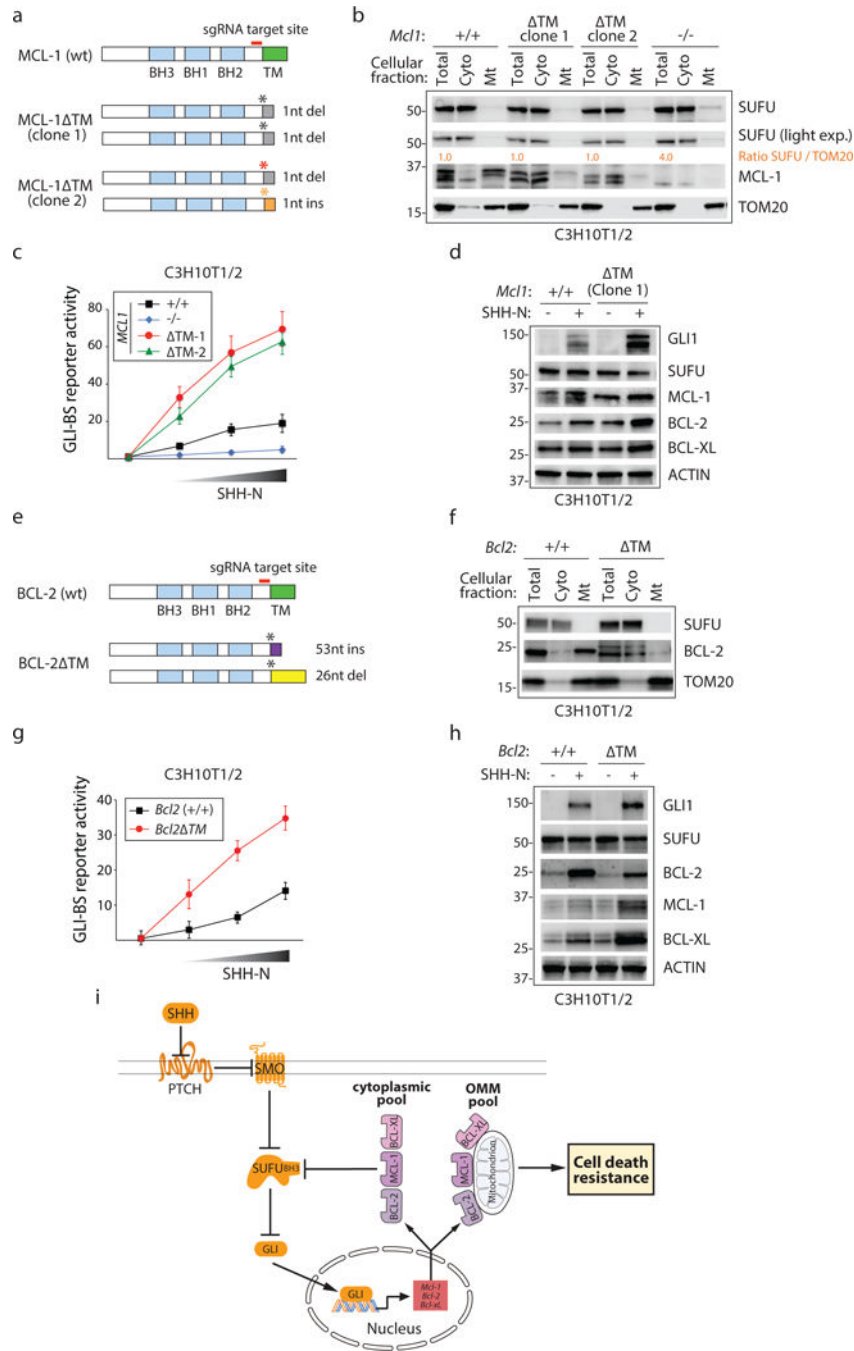 a
sgRNA target site
MCL-1 (wt)
BH3 BH1 BH2 TM
MCL-1ΔTM
(clone 1)
* 1nt del
* 1nt del
MCL-1ΔTM
(clone 2)
* 1nt del
* 1nt ins
b
Mcl1: +/+ ΔTM clone 1 ΔTM clone 2 -/-
Cellular
fraction:
Total Cyto Mt Total Cyto Mt Total Cyto Mt Total Cyto Mt
50- SUFU
50- SUFU (light exp.)
1.0 1.0 1.0 4.0 Ratio SUFU / TOM20
37- MCL-1
15- TOM20
C3H10T1/2
c
C3H10T1/2
GLI-BS reporter activity
80
60
40
20
MCL1
+/+
-/-
ΔTM-1
ΔTM-2
SHH-N
d
ΔTM
(Clone 1)
Mcl1: +/+
SHH-N: - + - +
150- GLI1
50- SUFU
37- MCL-1
25- BCL-2
25- BCL-XL
37- ACTIN
C3H10T1/2
e
sgRNA target site
BCL-2 (wt)
BH3 BH1 BH2 TM
BCL-2ΔTM
* 53nt ins
* 26nt del
f
Bcl2: +/+ ΔTM
Cellular
fraction:
Total Cyto Mt Total Cyto Mt
50- SUFU
25- BCL-2
15- TOM20
C3H10T1/2
g
C3H10T1/2
GLI-BS reporter activity
40
30
20
10
Bcl2 (+/+)
Bcl2ΔTM
SHH-N
h
Bcl2: +/+ ΔTM
SHH-N: - + - +
150- GLI1
50- SUFU
25- BCL-2
37- MCL-1
25- BCL-XL
37- ACTIN
C3H10T1/2
i
SHH
PTCH
SMO
cytoplasmic
pool
OMM
pool
BCL-XL
MCL-1
BCL-2
BCL-XL
MCL-1
BCL-2
Mitochondrion
Cell death
resistance
SUFU BH3
GLI
GLI
Mcl-1
Bcl-2
Bcl-xL
Nucleus